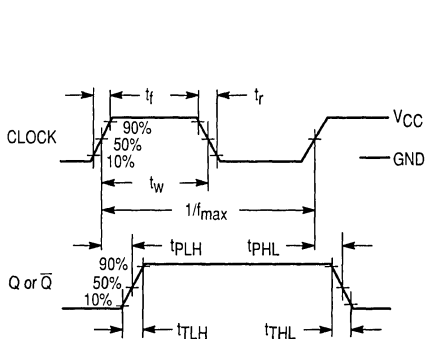 tf tr
90%
50%
10%
CLOCK
VCC
GND
tw
1/fmax
tPLH tPHL
90%
50%
10%
Q or Q̅
tTLH tTHL